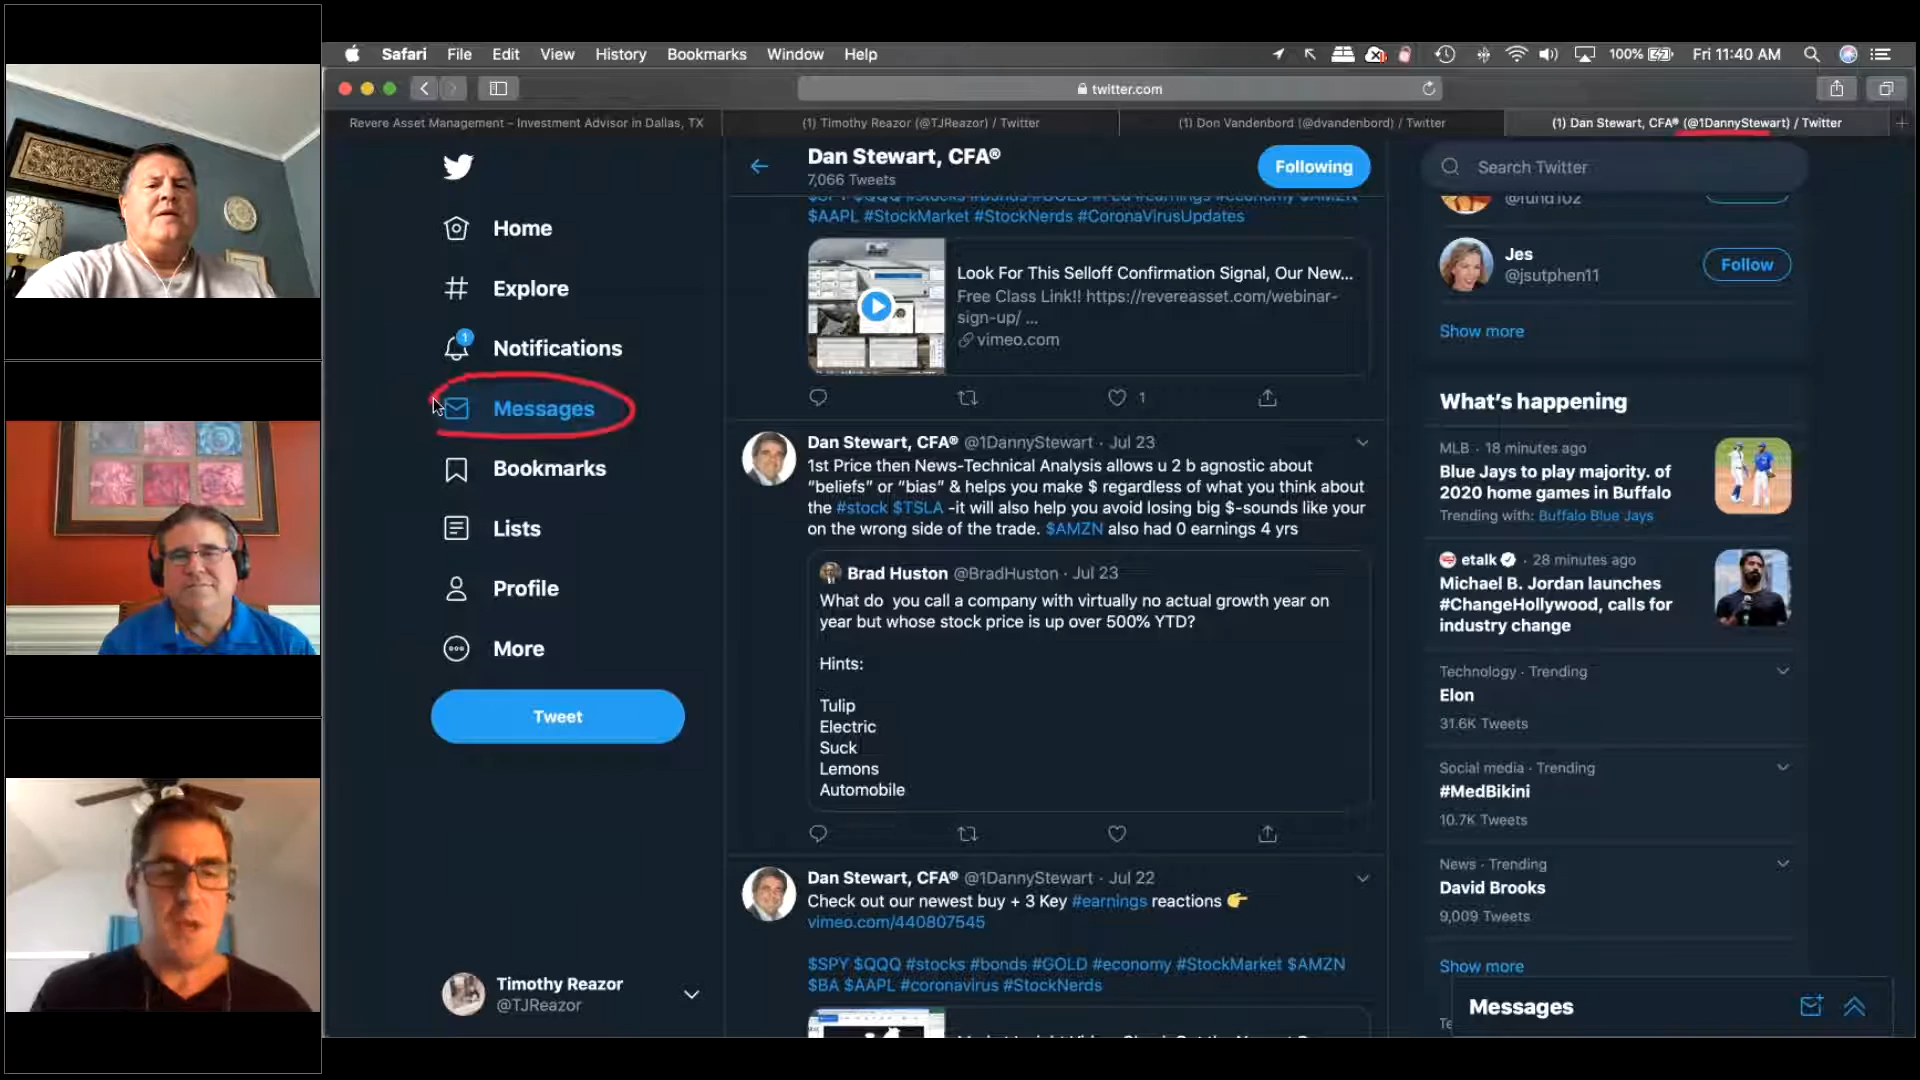 Safari File Edit View History Bookmarks Window Help
100% Fri 11:40 AM
twitter.com
Revere Asset Management – Investment Advisor in Dallas, TX
(1) Timothy Reazor (@TJReazor) / Twitter
(1) Don Vandenbord (@dvandenbord) / Twitter
(1) Dan Stewart, CFA® (@1DannyStewart) / Twitter
Home
Explore
1
Notifications
Messages
Bookmarks
Lists
Profile
More
Tweet
Timothy Reazor
@TJReazor
Dan Stewart, CFA®
7,066 Tweets
Following
$SPY $QQQ #stocks #bonds #GOLD #Fed #earnings #economy $AMZN
$AAPL #StockMarket #StockNerds #CoronaVirusUpdates
Look For This Selloff Confirmation Signal, Our New...
Free Class Link!! https://revereasset.com/webinar-
sign-up/ ...
vimeo.com
1
Dan Stewart, CFA® @1DannyStewart · Jul 23
1st Price then News-Technical Analysis allows u 2 b agnostic about
“beliefs” or “bias” & helps you make $ regardless of what you think about
the #stock $TSLA -it will also help you avoid losing big $-sounds like your
on the wrong side of the trade. $AMZN also had 0 earnings 4 yrs
Brad Huston @BradHuston · Jul 23
What do you call a company with virtually no actual growth year on
year but whose stock price is up over 500% YTD?
Hints:
Tulip
Electric
Suck
Lemons
Automobile
Dan Stewart, CFA® @1DannyStewart · Jul 22
Check out our newest buy + 3 Key #earnings reactions 👉
vimeo.com/440807545
$SPY $QQQ #stocks #bonds #GOLD #economy #StockMarket $AMZN
$BA $AAPL #coronavirus #StockNerds
Search Twitter
@fund102
Jes
@jsutphen11
Follow
Show more
What’s happening
MLB · 18 minutes ago
Blue Jays to play majority. of
2020 home games in Buffalo
Trending with: Buffalo Blue Jays
etalk · 28 minutes ago
Michael B. Jordan launches
#ChangeHollywood, calls for
industry change
Technology · Trending
Elon
31.6K Tweets
Social media · Trending
#MedBikini
10.7K Tweets
News · Trending
David Brooks
9,009 Tweets
Show more
Messages